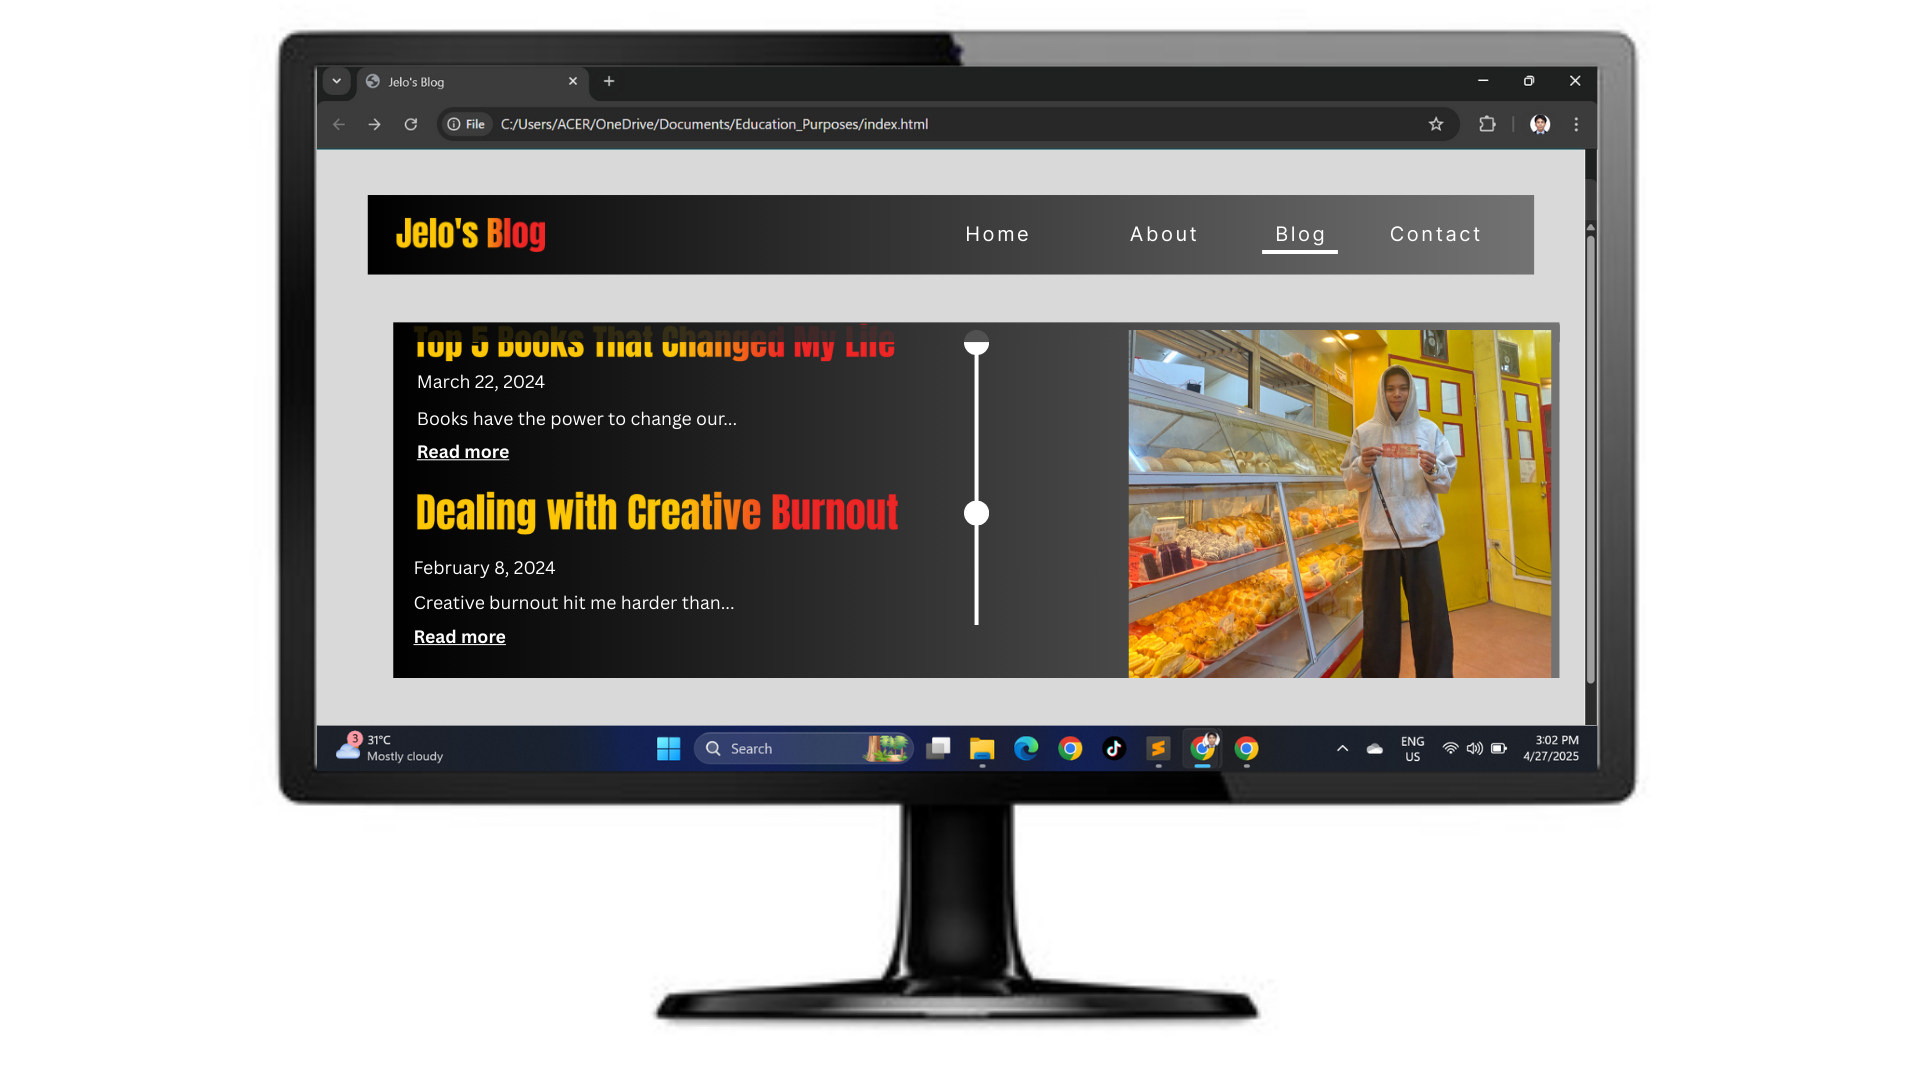 Jelo's Blog
File C:/Users/ACER/OneDrive/Documents/Education_Purposes/index.html
Jelo's Blog Home About Blog Contact
Top 5 Books That Changed My Life
March 22, 2024
Books have the power to change our...
Read more
Dealing with Creative Burnout
February 8, 2024
Creative burnout hit me harder than...
Read more
3 31°C
Mostly cloudy
Search
ENG
US
3:02 PM
4/27/2025